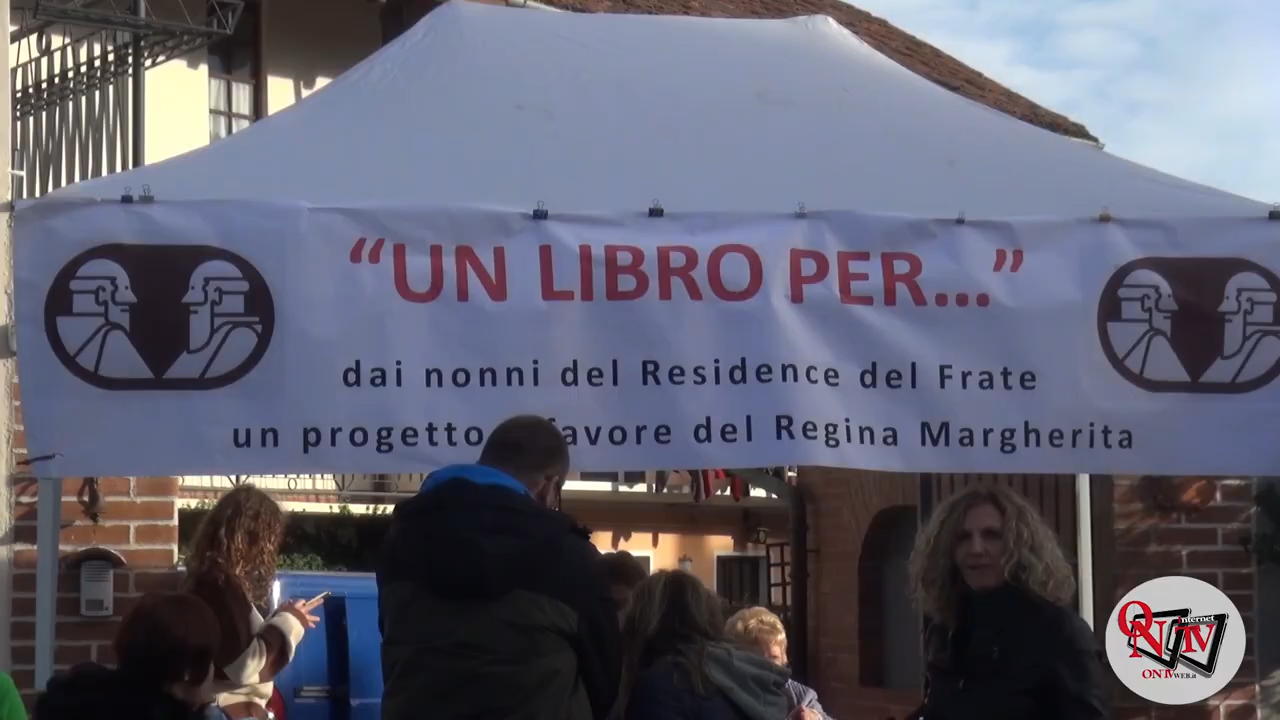 “UN LIBRO PER...”
dai nonni del Residence del Frate
un progetto favore del Regina Margherita
ON internet TV
ONTVWEB.it